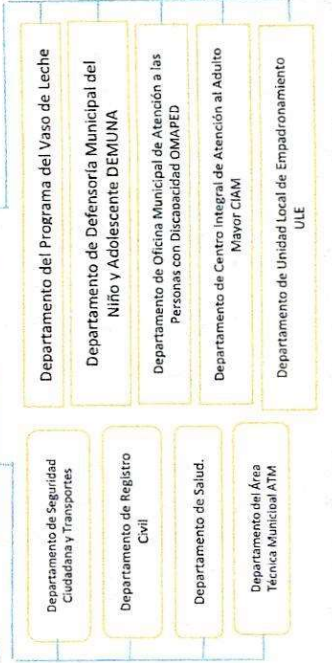 Departamento de Seguridad
Ciudadana y Transportes
Departamento de Registro
Civil
Departamento de Salud.
Departamento del Área
Técnica Municipal ATM
Departamento del Programa del Vaso de Leche
Departamento de Defensoría Municipal del
Niño y Adolescente DEMUNA
Departamento de Oficina Municipal de Atención a las
Personas con Discapacidad OMAPED
Departamento de Centro Integral de Atención al Adulto
Mayor CIAM
Departamento de Unidad Local de Empadronamiento
ULE